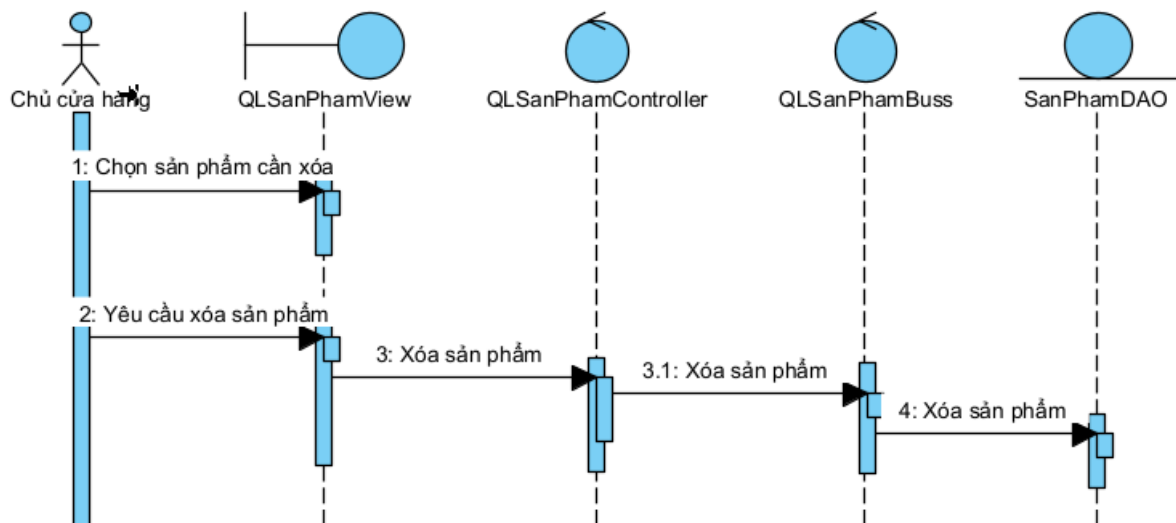 Chủ cửa hàng
QLSanPhamView
QLSanPhamController
QLSanPhamBuss
SanPhamDAO
1: Chọn sản phẩm cần xóa
2: Yêu cầu xóa sản phẩm
3: Xóa sản phẩm
3.1: Xóa sản phẩm
4: Xóa sản phẩm